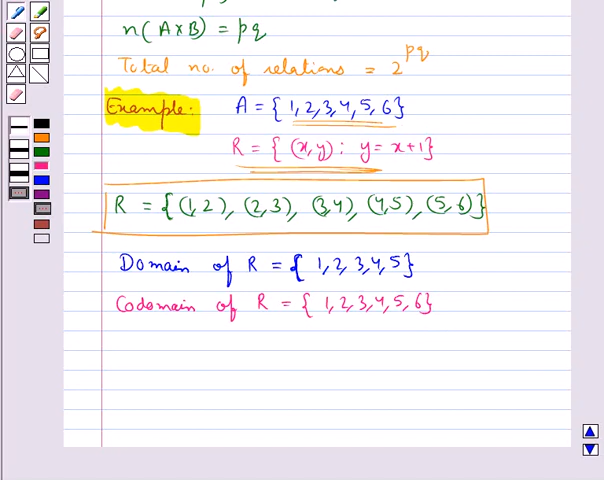 n(A×B) = pq
Total no. of relations = 2^pq
Example: A = {1,2,3,4,5,6}
R = { (x,y) : y = x+1}
R = {(1,2), (2,3), (3,4), (4,5), (5,6)}
Domain of R = { 1,2,3,4,5}
Codomain of R = { 1,2,3,4,5,6}